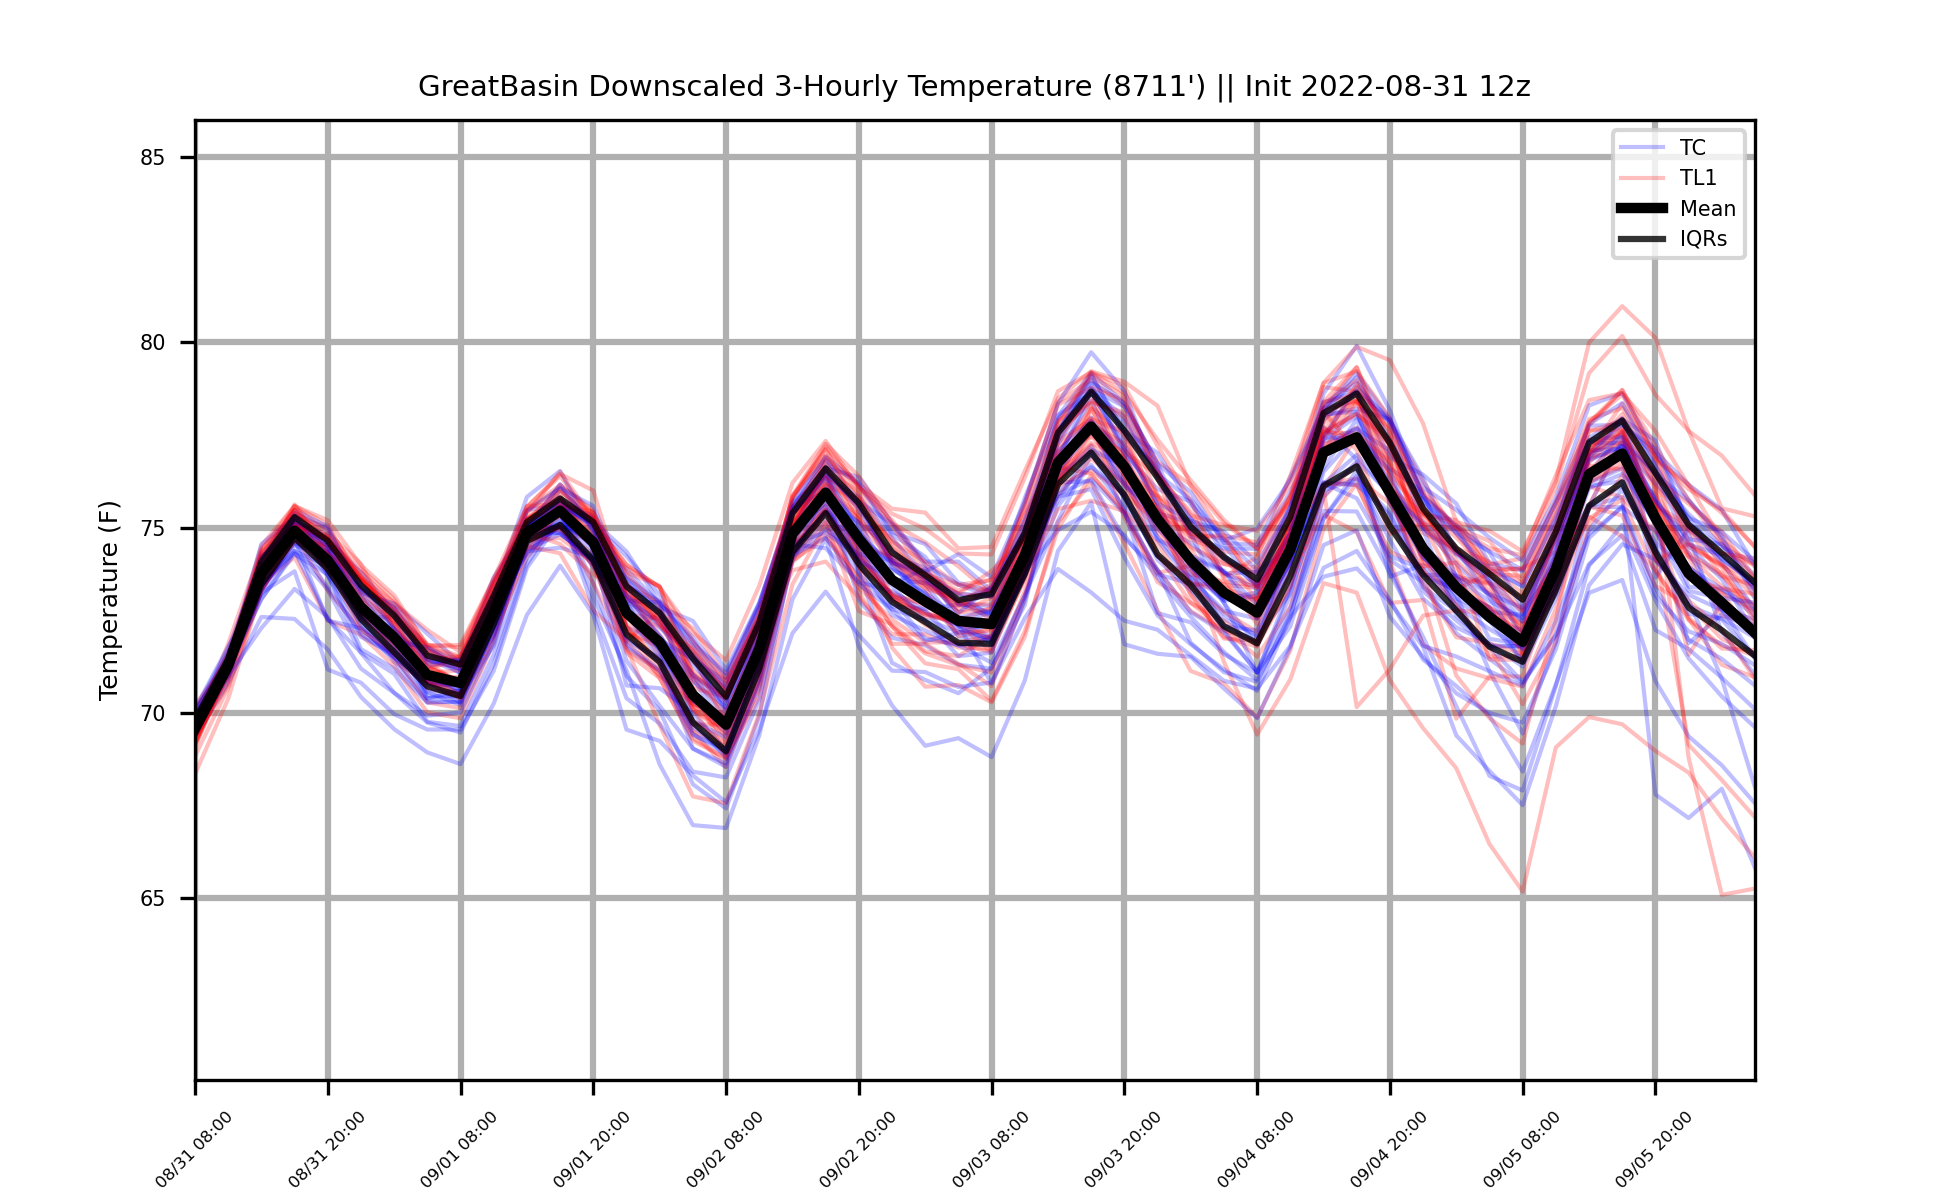 GreatBasin Downscaled 3-Hourly Temperature (8711') || Init 2022-08-31 12z
TC
TL1
Mean
IQRs
Temperature (F)
85
80
75
70
65
08/31 08:00
08/31 20:00
09/01 08:00
09/01 20:00
09/02 08:00
09/02 20:00
09/03 08:00
09/03 20:00
09/04 08:00
09/04 20:00
09/05 08:00
09/05 20:00